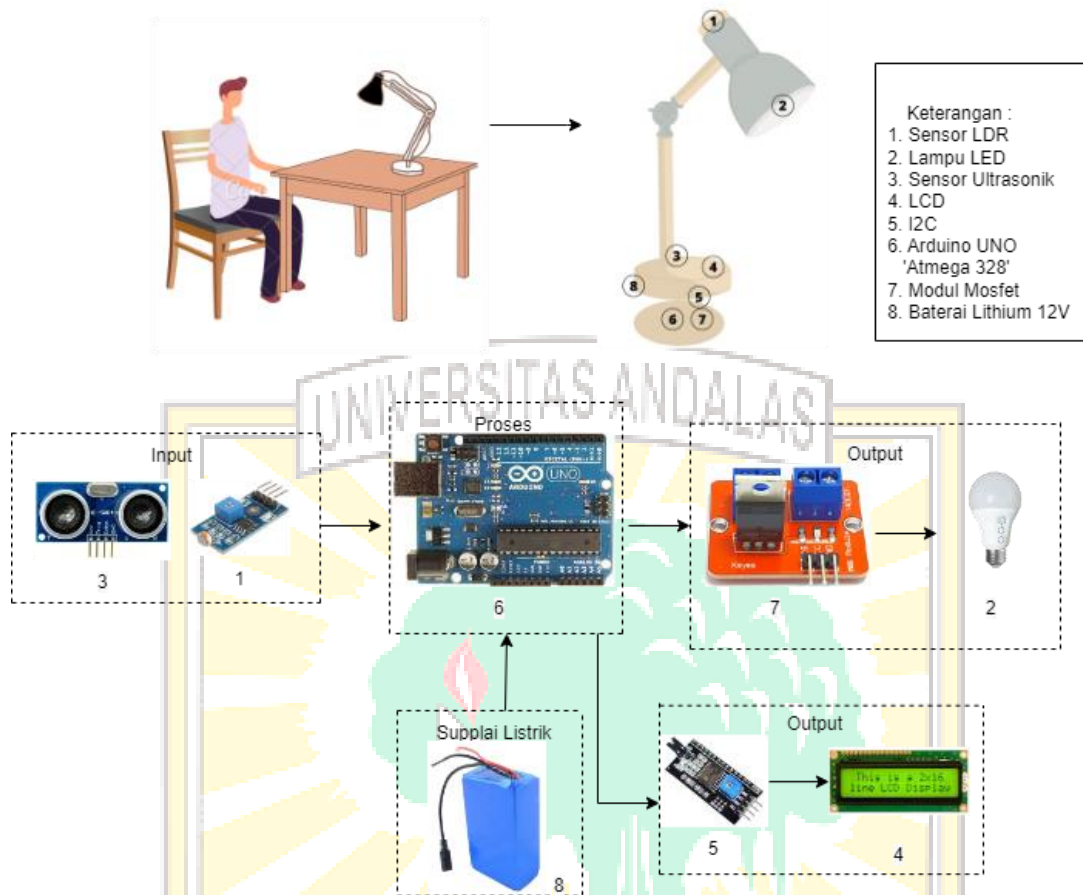 1
2
3
4
8
5
6
7
Keterangan :
1. Sensor LDR
2. Lampu LED
3. Sensor Ultrasonik
4. LCD
5. I2C
6. Arduino UNO
'Atmega 328'
7. Modul Mosfet
8. Baterai Lithium 12V
UNIVERSITAS ANDALAS
Input
3
1
Proses
UNO
ARDUINO
6
Output
Keyes
7
2
Supplai Listrik
8
Output
5
This is a 2x16
line LCD Display
4